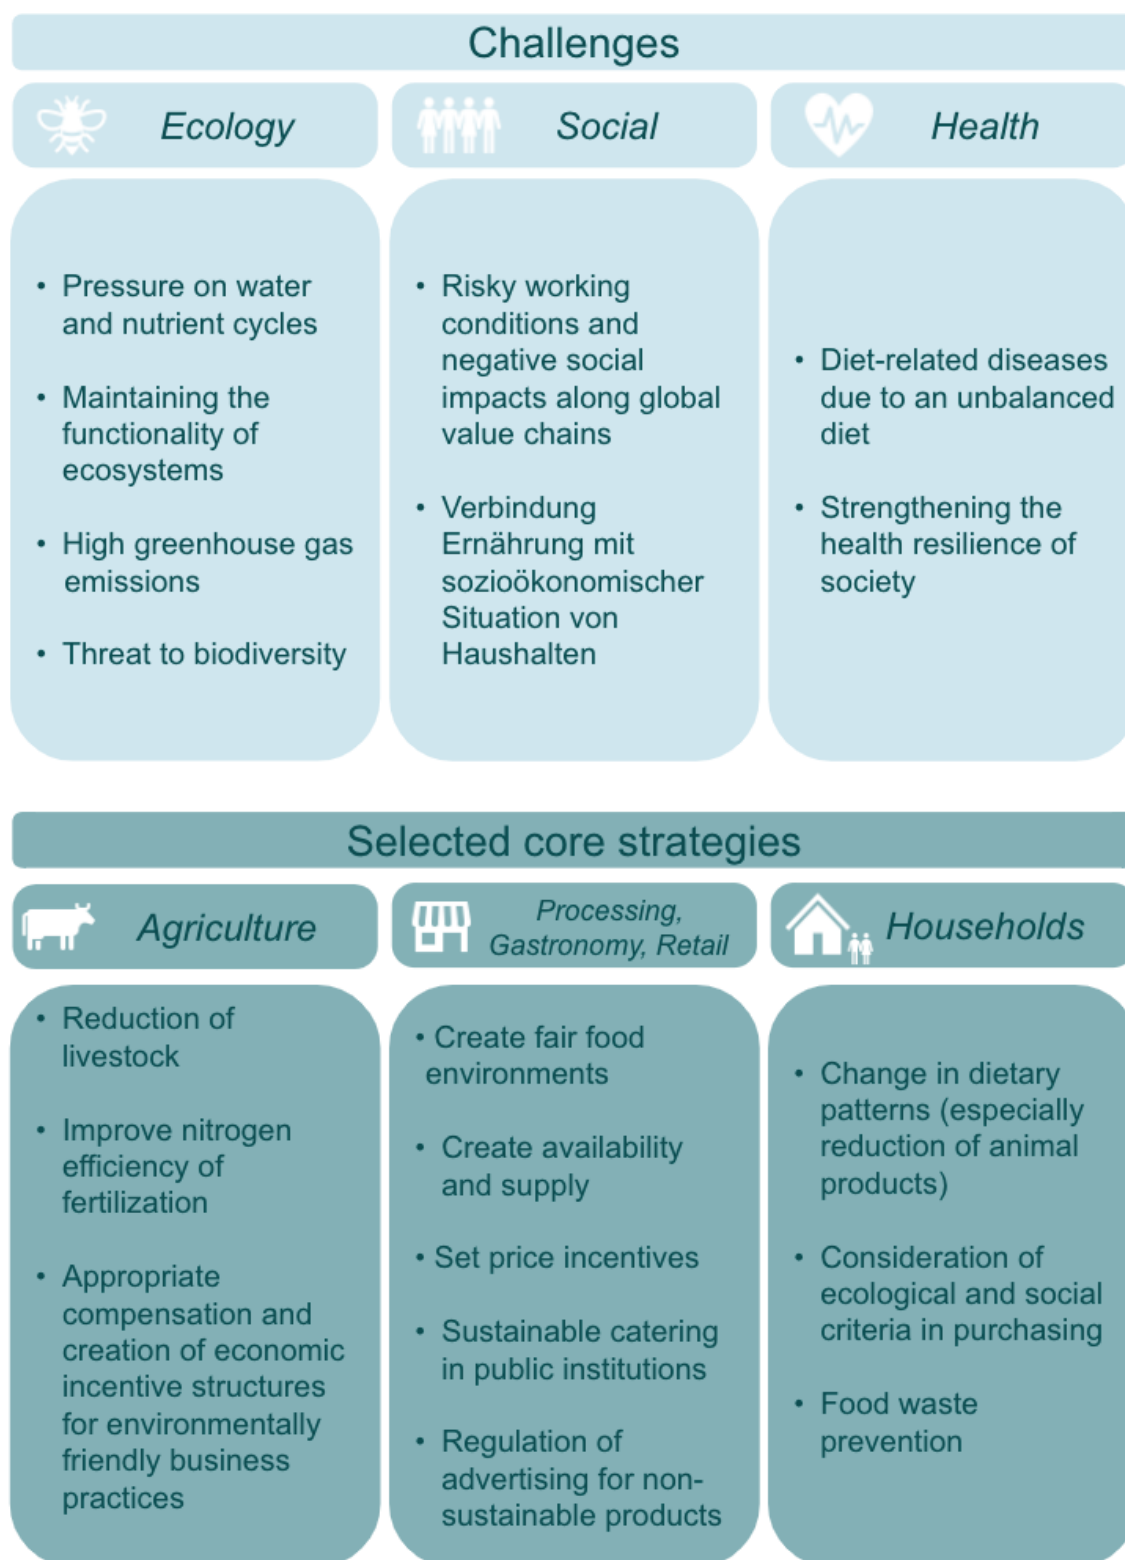 Challenges
Ecology
• Pressure on water
and nutrient cycles
• Maintaining the
functionality of
ecosystems
• High greenhouse gas
emissions
• Threat to biodiversity
Social
• Risky working
conditions and
negative social
impacts along global
value chains
• Verbindung
Ernährung mit
sozioökonomischer
Situation von
Haushalten
Health
• Diet-related diseases
due to an unbalanced
diet
• Strengthening the
health resilience of
society
Selected core strategies
Agriculture
• Reduction of
livestock
• Improve nitrogen
efficiency of
fertilization
• Appropriate
compensation and
creation of economic
incentive structures
for environmentally
friendly business
practices
Processing,
Gastronomy, Retail
• Create fair food
environments
• Create availability
and supply
• Set price incentives
• Sustainable catering
in public institutions
• Regulation of
advertising for non-
sustainable products
Households
• Change in dietary
patterns (especially
reduction of animal
products)
• Consideration of
ecological and social
criteria in purchasing
• Food waste
prevention